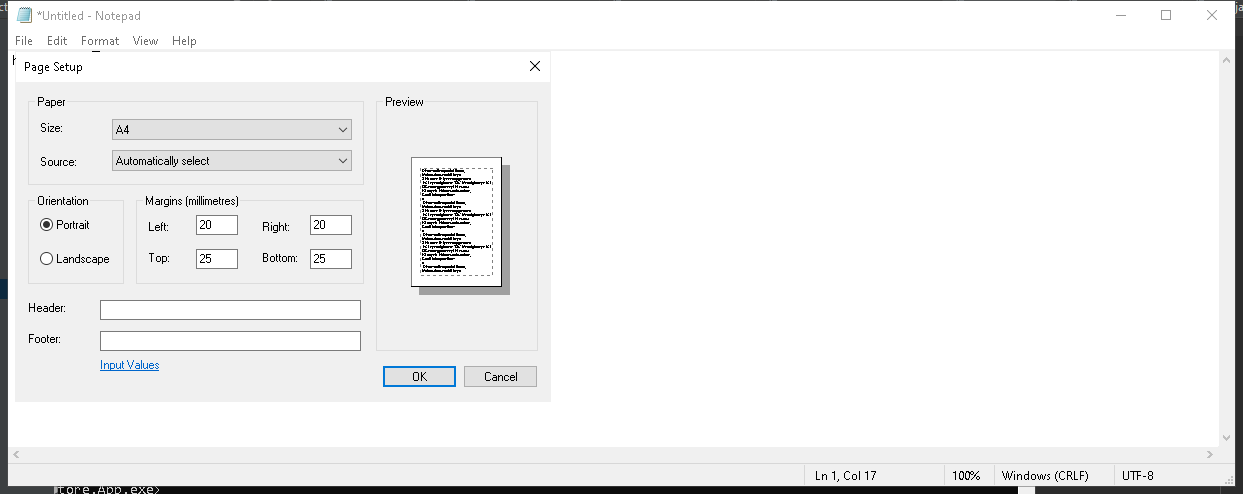 *Untitled - Notepad
File Edit Format View Help
Page Setup
Paper
Size: A4
Source: Automatically select
Orientation
Portrait
Landscape
Margins (millimetres)
Left: 20 Right: 20
Top: 25 Bottom: 25
Preview
Header:
Footer:
Input Values
OK Cancel
Ln 1, Col 17 100% Windows (CRLF) UTF-8
tore.App.exe>